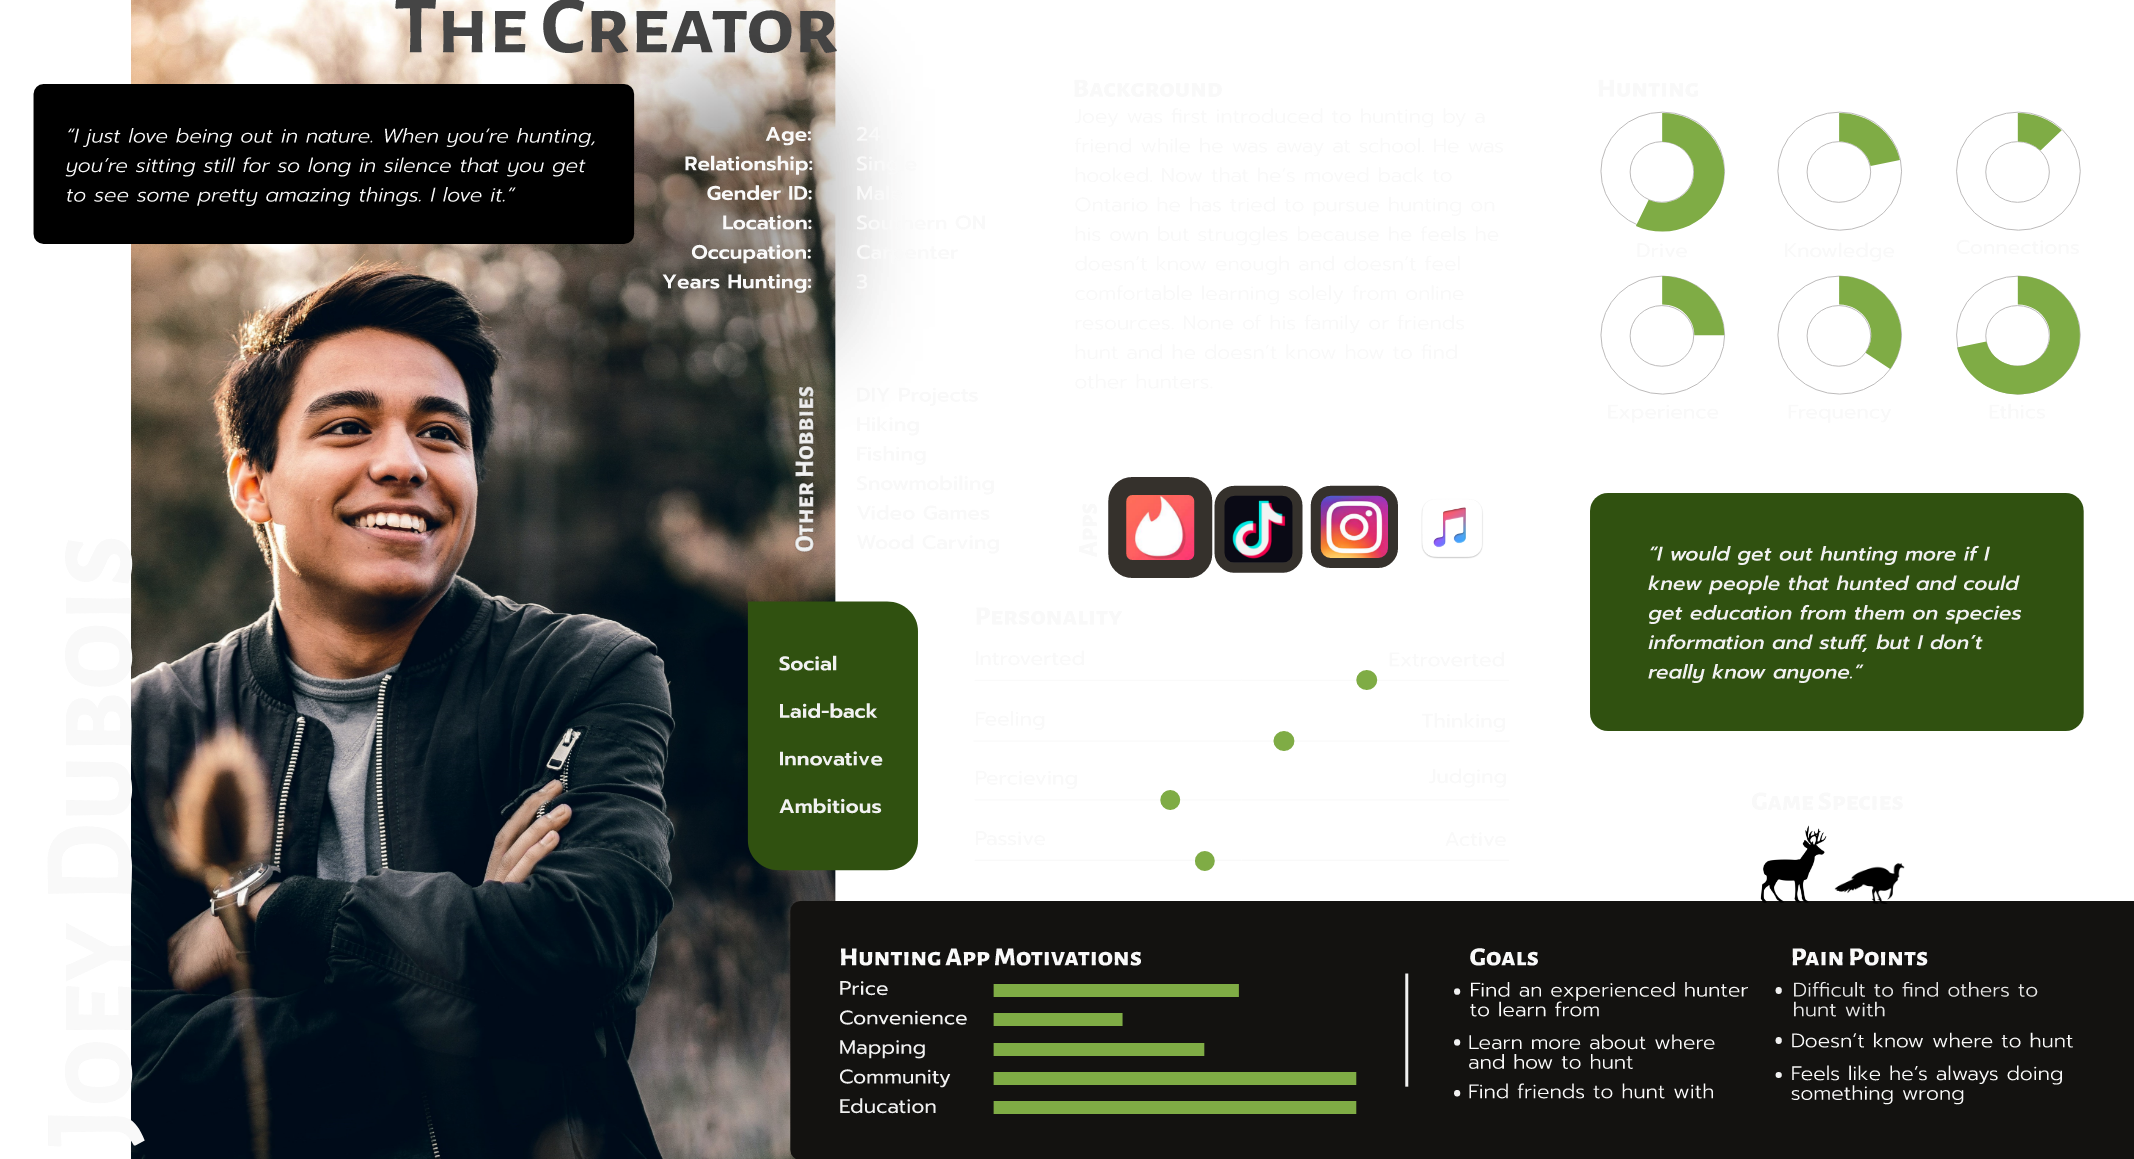 THE CREATOR
“I just love being out in nature. When you’re hunting,
you’re sitting still for so long in silence that you get
to see some pretty amazing things. I love it.”
JOEY DUBOIS
Age: 24
Relationship: Sin
Gender ID: Male
Location: Southern ON
Occupation: Carpenter
Years Hunting: 3
OTHER HOBBIES
DIY Projects
Hiking
Fishing
Snowmobiling
Video Games
Wood Carving
Social
Laid-back
Innovative
Ambitious
BACKGROUND
Joey was first introduced to hunting by a
friend while he was away at school. He was
hooked. Now that he’s moved back to
Ontario he has tried to pursue hunting on
his own but struggles because he feels he
doesn’t know enough and doesn’t feel
comfortable learning solely from online
resources. None of his family or friends
hunt and he doesn’t know how to find
other hunters.
APPS
PERSONALITY
Introverted Extroverted
Feeling Thinking
Percieving Judging
Passive Active
HUNTING
Drive Knowledge Connections
Experience Frequency Ethics
“I would get out hunting more if I
knew people that hunted and could
get education from them on species
information and stuff, but I don’t
really know anyone.”
GAME SPECIES
HUNTING APP MOTIVATIONS
Price
Convenience
Mapping
Community
Education
GOALS
• Find an experienced hunter
to learn from
• Learn more about where
and how to hunt
• Find friends to hunt with
PAIN POINTS
• Difficult to find others to
hunt with
• Doesn’t know where to hunt
• Feels like he’s always doing
something wrong